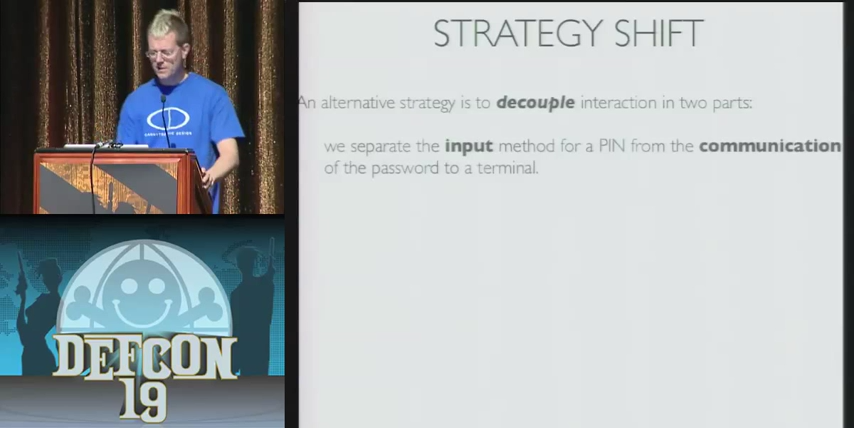 STRATEGY SHIFT
An alternative strategy is to decouple interaction in two parts:
we separate the input method for a PIN from the communication
of the password to a terminal.
DEFCON
19